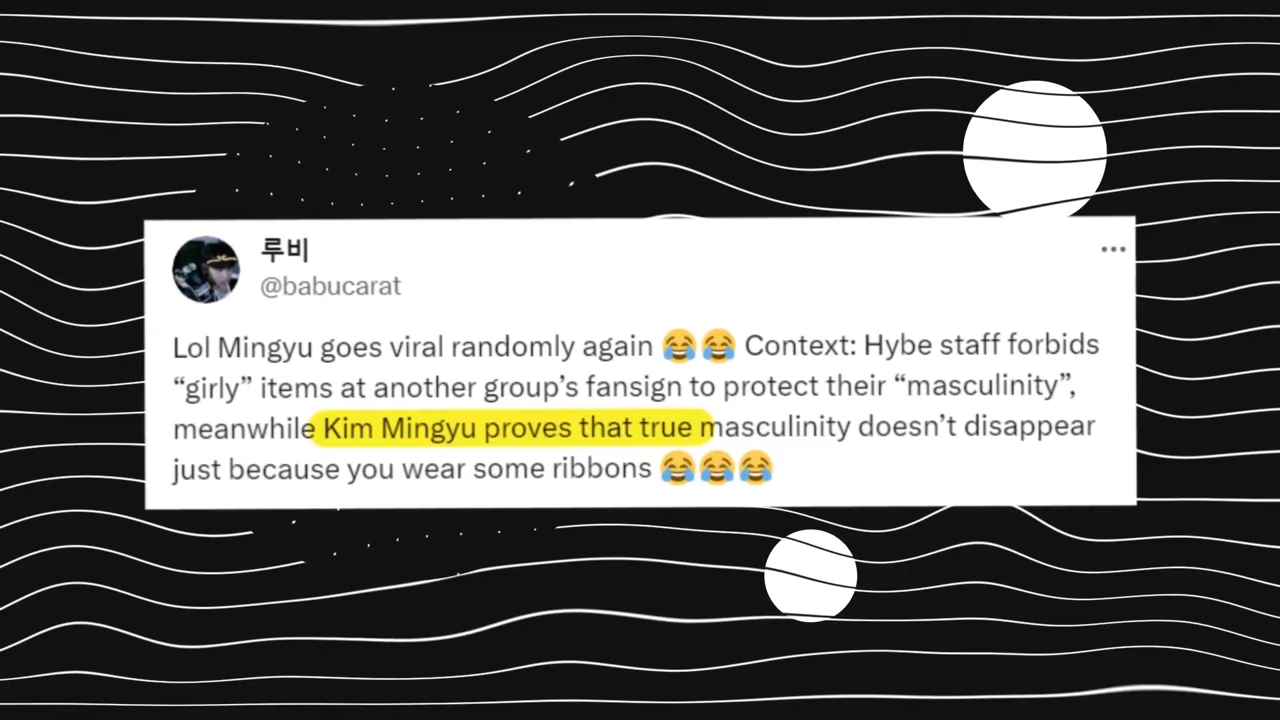 루비
@babucarat
Lol Mingyu goes viral randomly again 😂😂 Context: Hybe staff forbids
“girly” items at another group’s fansign to protect their “masculinity”,
meanwhile Kim Mingyu proves that true masculinity doesn’t disappear
just because you wear some ribbons 😂😂😂